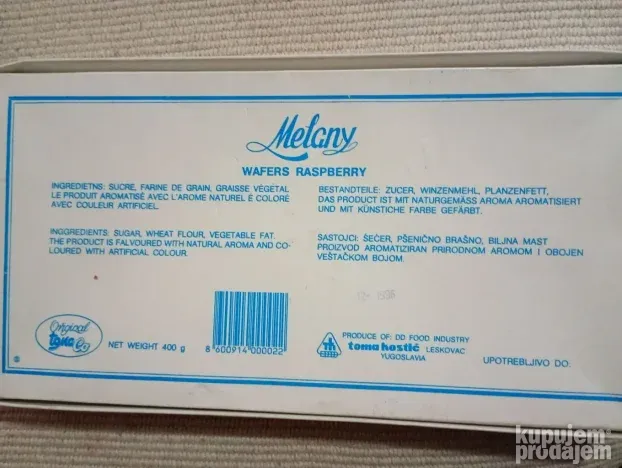 Melany
WAFERS RASPBERRY
INGREDIETNS: SUCRE, FARINE DE GRAIN, GRAISSE VÉGÉTAL
LE PRODUIT AROMATISÉ AVEC L'AROME NATUREL É COLORÉ
AVEC COULEUR ARTIFICIEL.
INGGREDIENTS: SUGAR, WHEAT FLOUR, VEGETABLE FAT.
THE PRODUCT IS FALVOURED WITH NATURAL AROMA AND CO-
LOURED WITH ARTIFICIAL COLOUR.
BESTANDTEILE: ZUCER, WINZENMEHL, PLANZENFETT,
DAS PRODUCT IST MIT NATURGEMÄSS AROMA AROMATISIERT
UND MIT KÜNSTICHE FARBE GEFÄRBT.
SASTOJCI: ŠEĆER, PŠENIČNO BRAŠNO, BILJNA MAST
PROIZVOD AROMATIZIRAN PRIRODNOM AROMOM I OBOJEN
VEŠTAČKOM BOJOM.
Original
NET WEIGHT 400 g
8 600914 000022
PRODUCE OF: DD FOOD INDUSTRY
toma kostić LESKOVAC
YUGOSLAVIA
UPOTREBLJIVO DO:
kupujem
prodajem